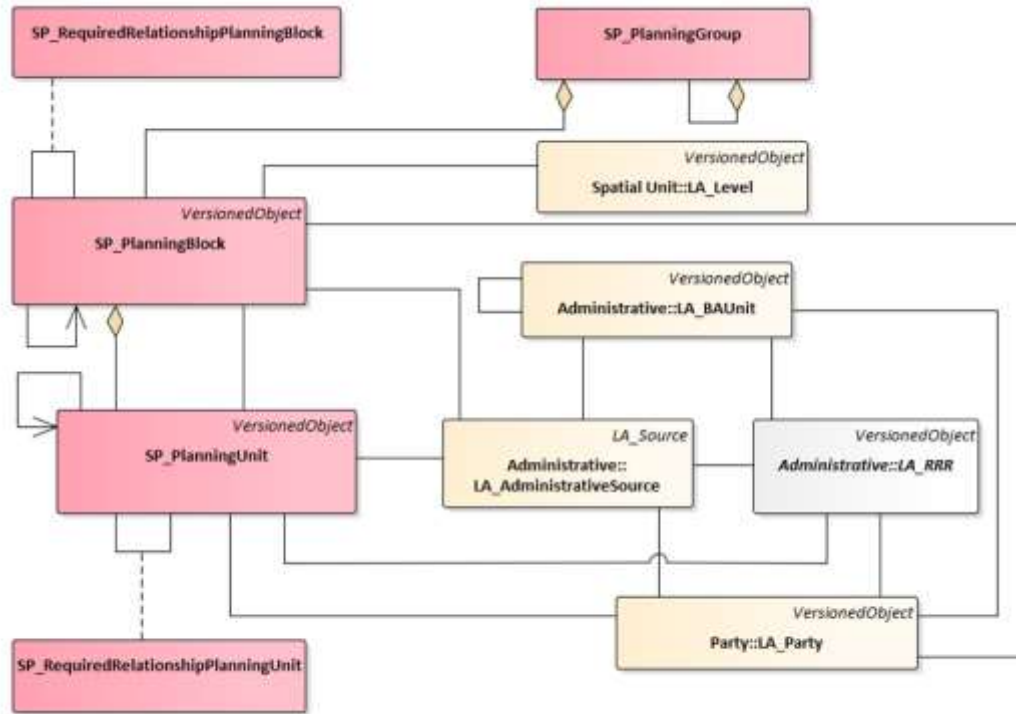 SP_RequiredRelationshipPlanningBlock
SP_PlanningGroup
VersionedObject
Spatial Unit::LA_Level
VersionedObject
SP_PlanningBlock
VersionedObject
Administrative::LA_BAUnit
VersionedObject
SP_PlanningUnit
LA_Source
Administrative::
LA_AdministrativeSource
VersionedObject
Administrative::LA_RRR
VersionedObject
Party::LA_Party
SP_RequiredRelationshipPlanningUnit